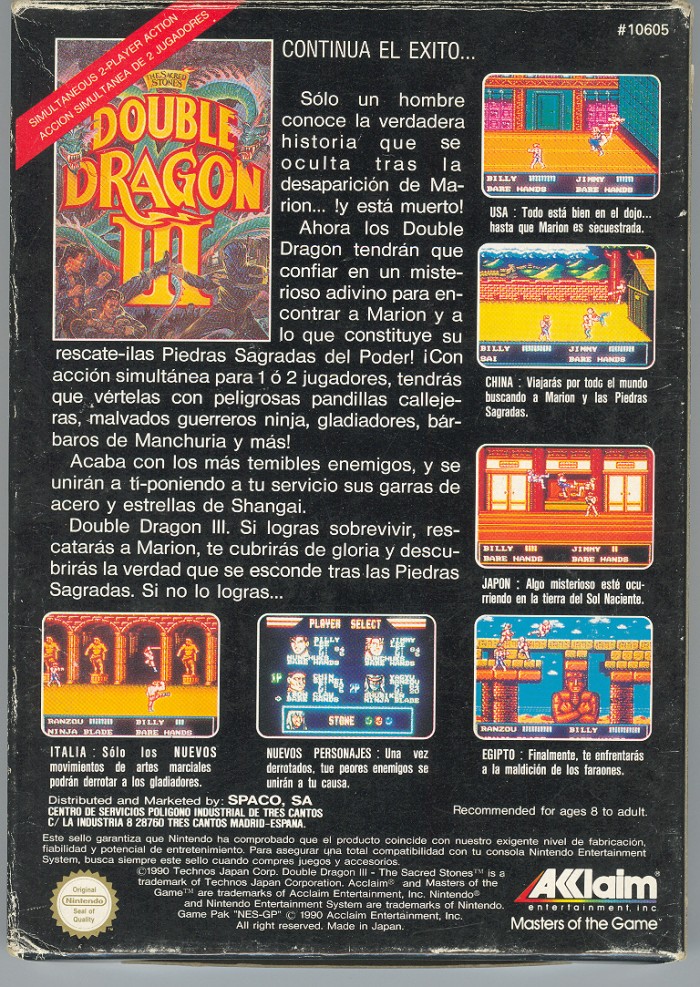 SIMULTANEOUS 2-PLAYER ACTION
ACCION SIMULTANEA DE 2 JUGADORES
#10605
THE SACRED
STONES
DOUBLE
DRAGON
III
CONTINUA EL EXITO...
Sólo un hombre
conoce la verdadera
historia que se
oculta tras la
desaparición de Ma-
rion... !y está muerto!
Ahora los Double
Dragon tendrán que
confiar en un miste-
rioso adivino para en-
contrar a Marion y a
lo que constituye su
rescate-ilas Piedras Sagradas del Poder! iCon
acción simultánea para 1 ó 2 jugadores, tendrás
que vértelas con peligrosas pandillas calleje-
ras, malvados guerreros ninja, gladiadores, bár-
baros de Manchuria y más!
Acaba con los más temibles enemigos, y se
unirán a ti-poniendo a tu servicio sus garras de
acero y estrellas de Shangai.
Double Dragon III. Si logras sobrevivir, res-
catarás a Marion, te cubrirás de gloria y descu-
brirás la verdad que se esconde tras las Piedras
Sagradas. Si no lo logras...
BILLY JIMMY
BARE HANDS BARE HANDS
USA : Todo está bien en el dojo...
hasta que Marion es secuestrada.
BILLY JIMMY
SAI BARE HANDS
CHINA : Viajarás por todo el mundo
buscando a Marion y las Piedras
Sagradas.
BILLY JIMMY
BARE HANDS BARE HANDS
JAPON : Algo misterioso esté ocu-
rriendo en la tierra del Sol Naciente.
RANZOU BILLY
NINJA BLADE BARE HANDS
ITALIA : Sólo los NUEVOS
movimientos de artes marciales
podrán derrotar a los gladiadores.
PLAYER SELECT
BILLY JIMMY
STONE
NUEVOS PERSONAJES : Una vez
derrotados, tue peores enemigos se
unirán a tu causa.
RANZOU BILLY
EGIPTO : Finalmente, te enfrentarás
a la maldición de los faraones.
Distributed and Marketed by: SPACO, SA
CENTRO DE SERVICIOS POLIGONO INDUSTRIAL DE TRES CANTOS
C/ LA INDUSTRIA 8 28760 TRES CANTOS MADRID-ESPANA.
Recommended for ages 8 to adult.
Este sello garantiza que Nintendo ha comprobado que el producto coincide con nuestro exigente nivel de fabricación,
fiabilidad y potencial de entretenimiento. Para asegurar una total compatibilidad con tu consola Nintendo Entertainment
System, busca siempre este sello cuando compres juegos y accesorios.
©1990 Technos Japan Corp. Double Dragon III - The Sacred Stones™ is a
trademark of Technos Japan Corporation. Acclaim® and Masters of the
Game™ are trademarks of Acclaim Entertainment, Inc. Nintendo®
and Nintendo Entertainment System are trademarks of Nintendo.
Game Pak "NES-GP" © 1990 Acclaim Entertainment, Inc.
All right reserved. Made in Japan.
Original
Nintendo
Seal of
Quality
AKKlaim®
entertainment, inc
Masters of the Game™